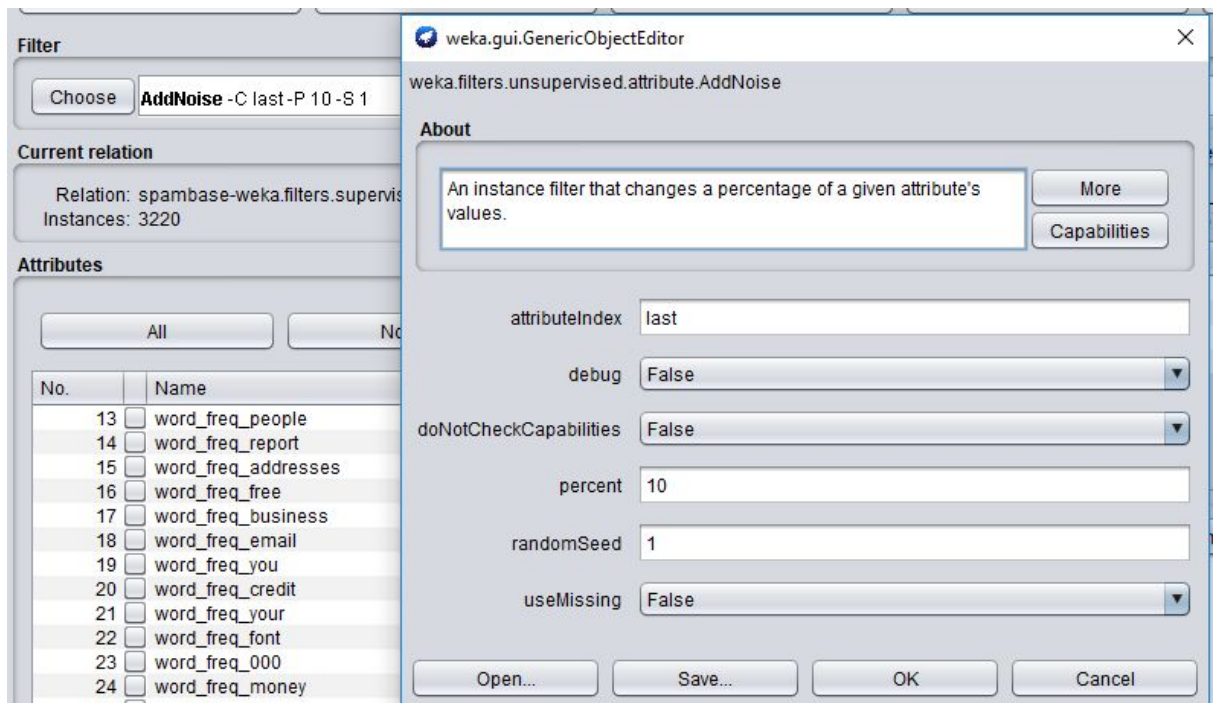 Filter
Choose AddNoise -C last -P 10 -S 1
Current relation
Relation: spambase-weka.filters.supervis
Instances: 3220
Attributes
All
No. Name
13 word_freq_people
14 word_freq_report
15 word_freq_addresses
16 word_freq_free
17 word_freq_business
18 word_freq_email
19 word_freq_you
20 word_freq_credit
21 word_freq_your
22 word_freq_font
23 word_freq_000
24 word_freq_money
weka.gui.GenericObjectEditor
weka.filters.unsupervised.attribute.AddNoise
About
An instance filter that changes a percentage of a given attribute's
values.
More
Capabilities
attributeIndex last
debug False
doNotCheckCapabilities False
percent 10
randomSeed 1
useMissing False
Open... Save... OK Cancel